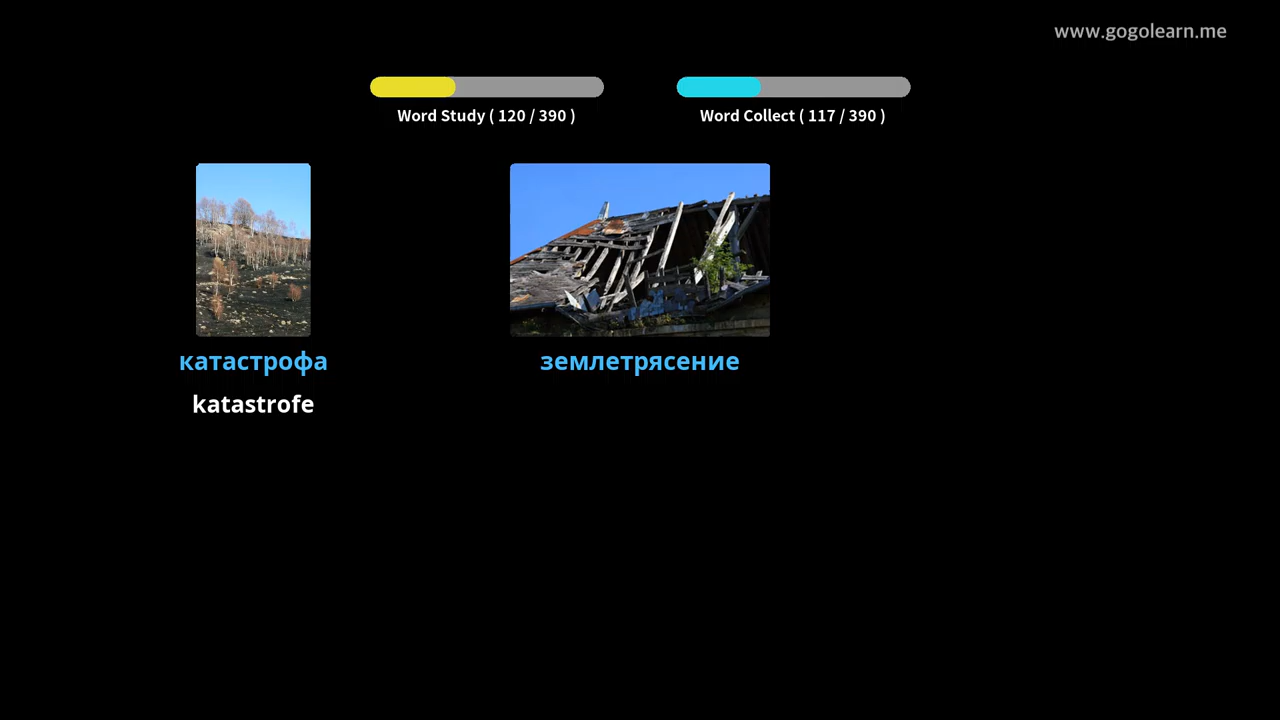 www.gogolearn.me
Word Study ( 120 / 390 )
Word Collect ( 117 / 390 )
катастрофа
землетрясение
katastrofe